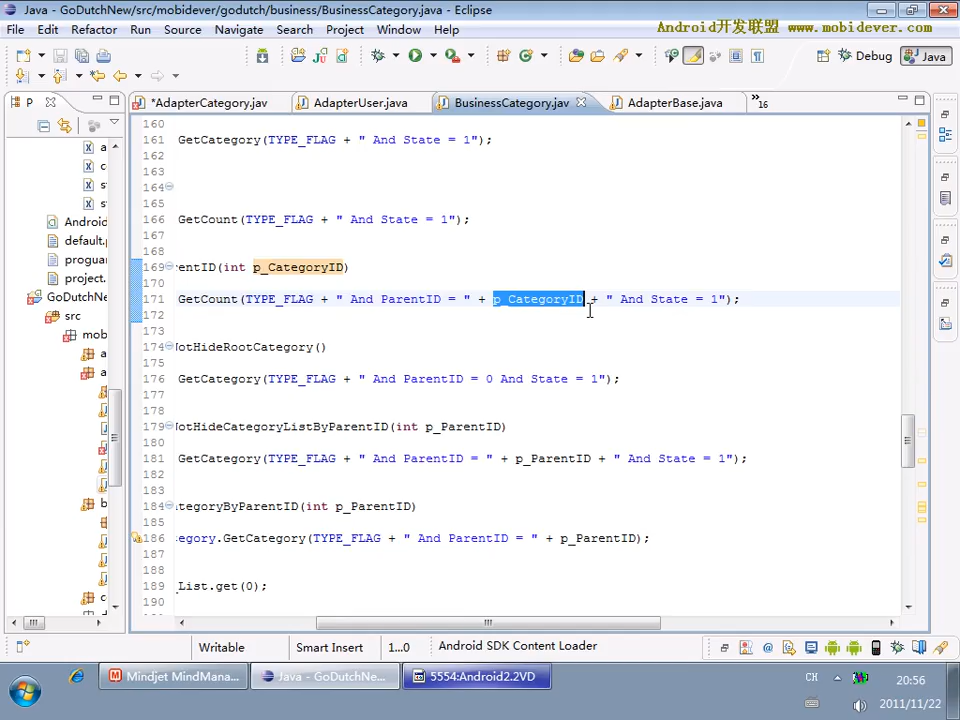 Java - GoDutchNew/src/mobidever/godutch/business/BusinessCategory.java - Eclipse
File Edit Refactor Run Source Navigate Search Project Window Help
Android开发联盟 www.mobidever.com
Debug Java
P *AdapterCategory.jav AdapterUser.java BusinessCategory.jav AdapterBase.java »16
160
161 GetCategory(TYPE_FLAG + " And State = 1");
162
163
164
166 GetCount(TYPE_FLAG + " And State = 1");
167
168
169 entID(int p_CategoryID)
170
171 GetCount(TYPE_FLAG + " And ParentID = " + p_CategoryID + " And State = 1");
172
173
174 otHideRootCategory()
175
176 GetCategory(TYPE_FLAG + " And ParentID = 0 And State = 1");
177
178
179 otHideCategoryListByParentID(int p_ParentID)
180
181 GetCategory(TYPE_FLAG + " And ParentID = " + p_ParentID + " And State = 1");
182
183
184 tegoryByParentID(int p_ParentID)
185
186 egory.GetCategory(TYPE_FLAG + " And ParentID = " + p_ParentID);
187
188
189 _List.get(0);
190
a
c
s
s
Android
default.p
proguar
project.
GoDutchNe
src
mob
a
a
b
c
Writable Smart Insert 1...0 Android SDK Content Loader
Mindjet MindMana... Java - GoDutchNe... 5554:Android2.2VD
CH 20:56
2011/11/22